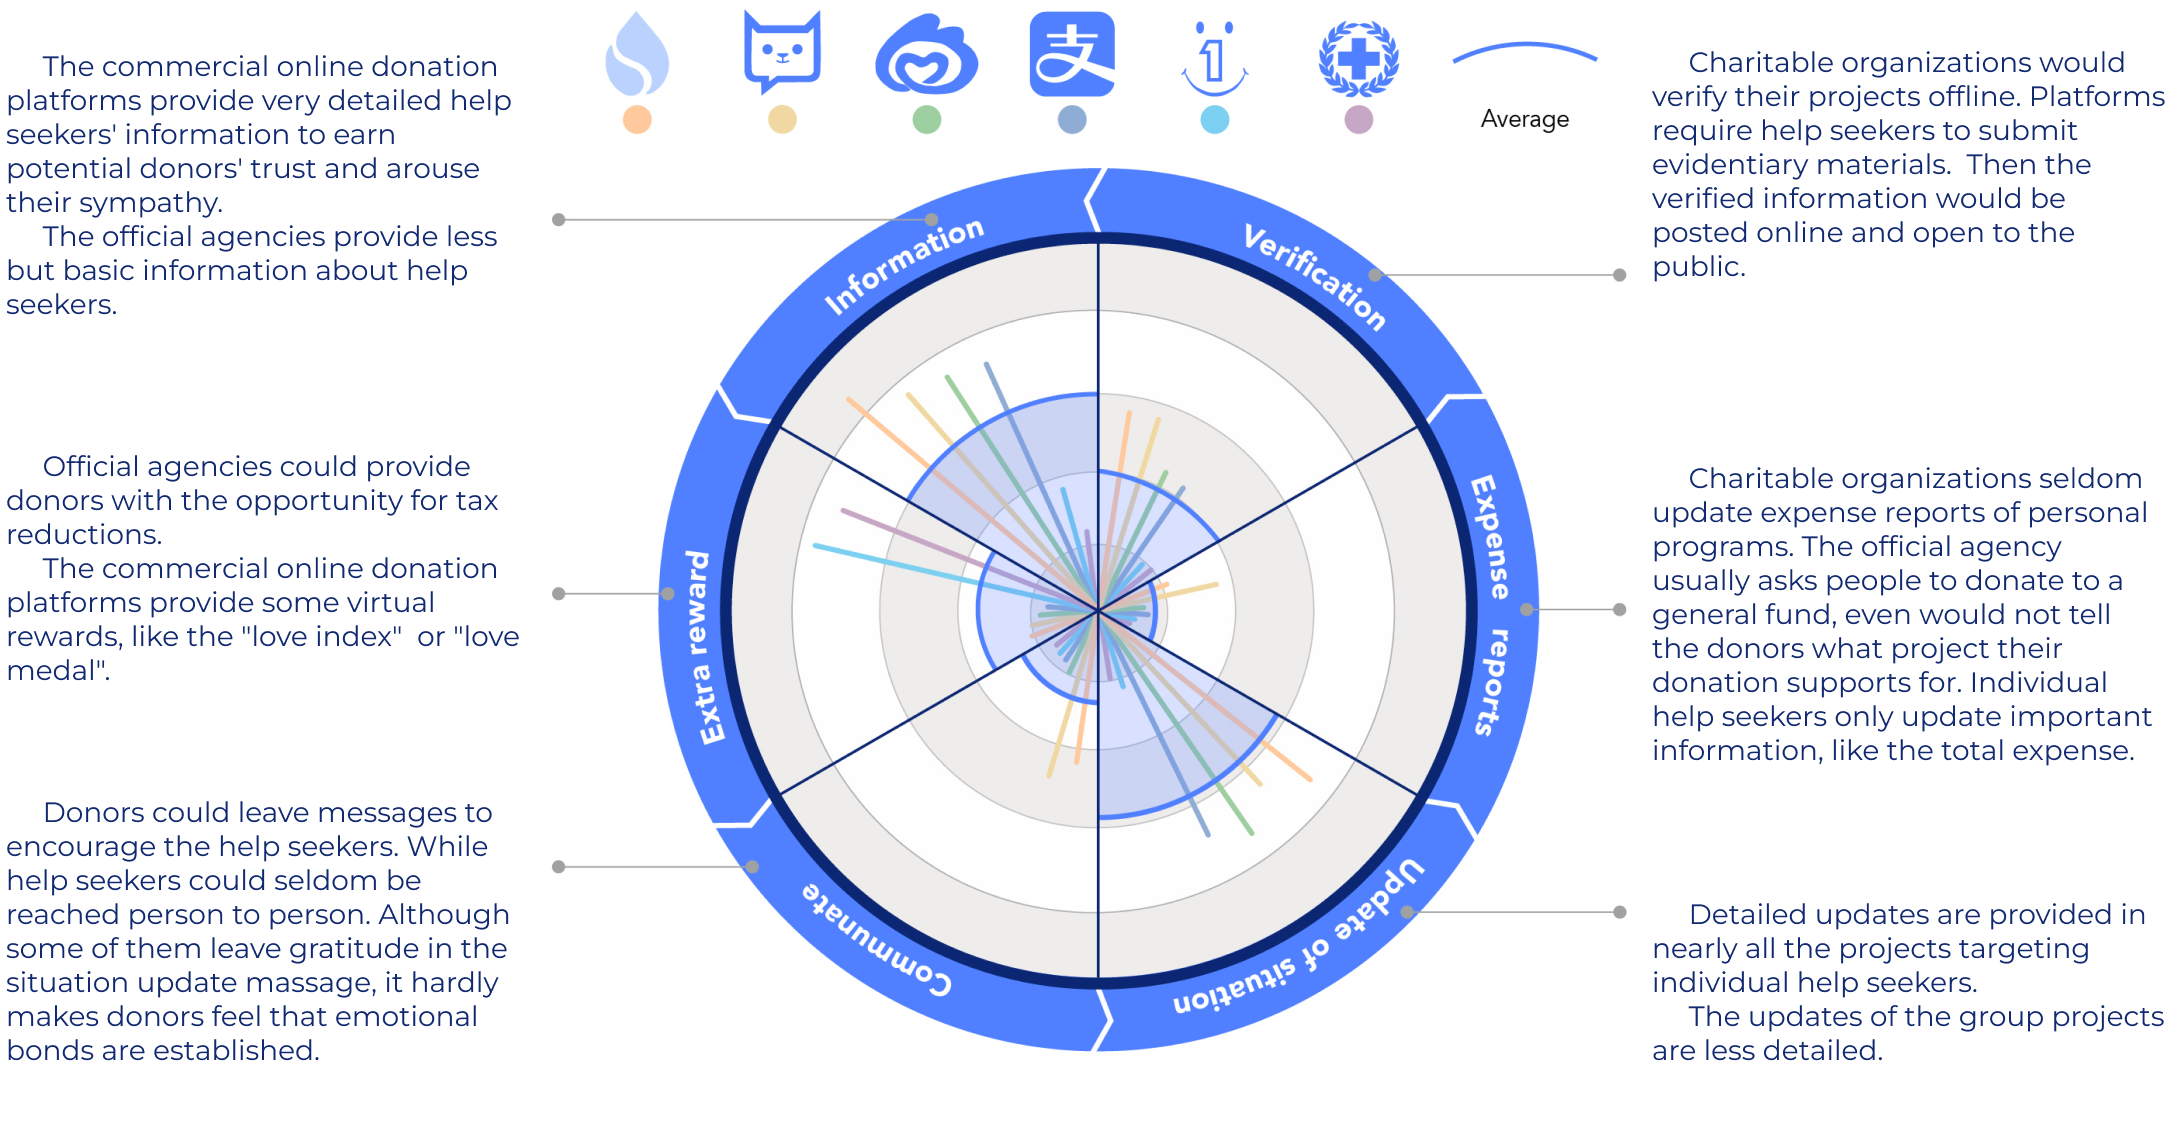 The commercial online donation
platforms provide very detailed help
seekers' information to earn
potential donors' trust and arouse
their sympathy.
The official agencies provide less
but basic information about help
seekers.
Official agencies could provide
donors with the opportunity for tax
reductions.
The commercial online donation
platforms provide some virtual
rewards, like the "love index"  or "love
medal".
Donors could leave messages to
encourage the help seekers. While
help seekers could seldom be
reached person to person. Although
some of them leave gratitude in the
situation update massage, it hardly
makes donors feel that emotional
bonds are established.
支
1
Average
Information
Verification
Expense reports
Update of situation
Communate
Extra reward
Charitable organizations would
verify their projects offline. Platforms
require help seekers to submit
evidentiary materials.  Then the
verified information would be
posted online and open to the
public.
Charitable organizations seldom
update expense reports of personal
programs. The official agency
usually asks people to donate to a
general fund, even would not tell
the donors what project their
donation supports for. Individual
help seekers only update important
information, like the total expense.
Detailed updates are provided in
nearly all the projects targeting
individual help seekers.
The updates of the group projects
are less detailed.